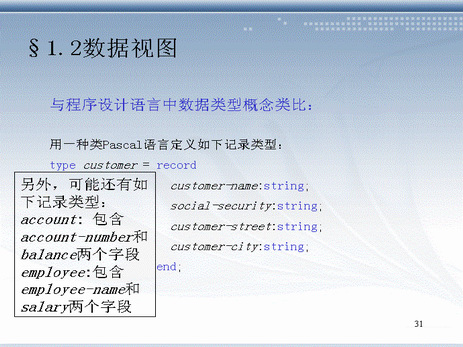 §1.2数据视图
与程序设计语言中数据类型概念类比：
用一种类Pascal语言定义如下记录类型：
type customer = record
customer-name:string;
social-security:string;
customer-street:string;
customer-city:string;
end;
另外，可能还有如
下记录类型：
account: 包含
account-number和
balance两个字段
employee:包含
employee-name和
salary两个字段
31